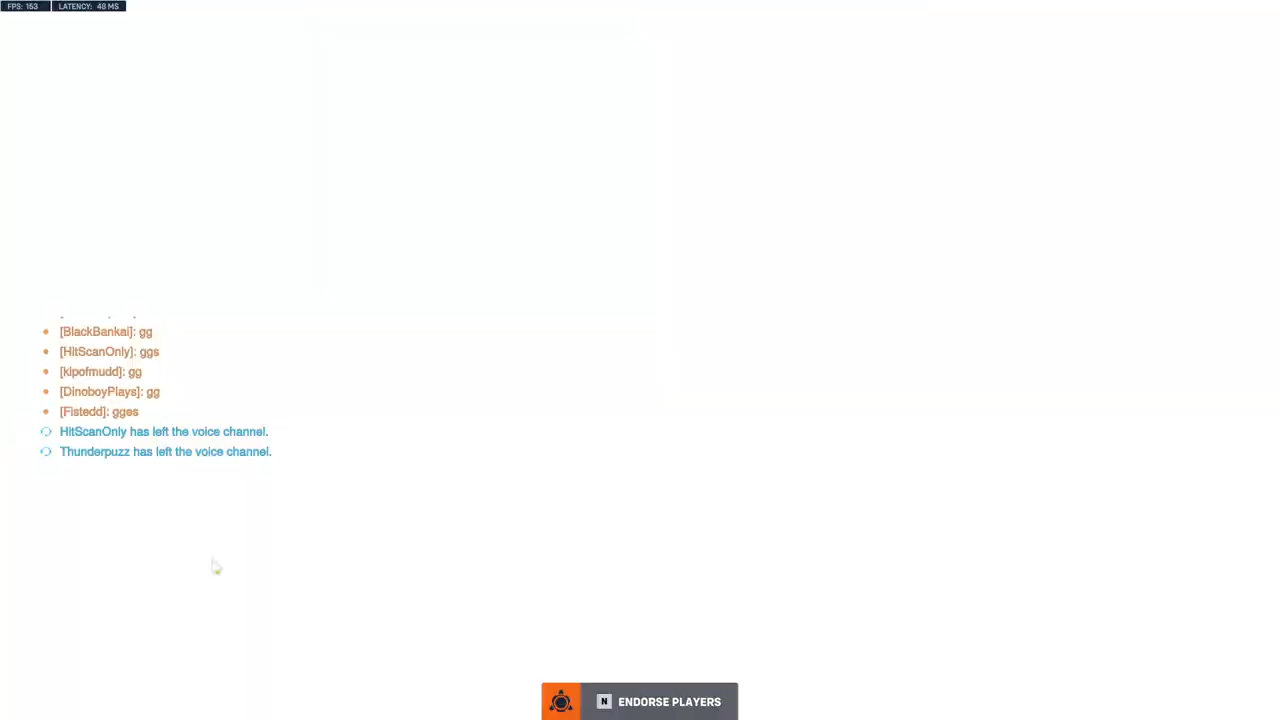 FPS: 153 LATENCY: 48 MS
[BlackBankai]: gg
[HitScanOnly]: ggs
[kipofmudd]: gg
[DinoboyPlays]: gg
[Fistedd]: gges
HitScanOnly has left the voice channel.
Thunderpuzz has left the voice channel.
N ENDORSE PLAYERS